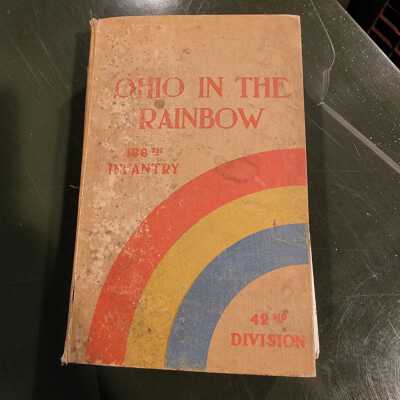 OHIO IN THE
RAINBOW
166TH
INFANTRY
42ND
DIVISION